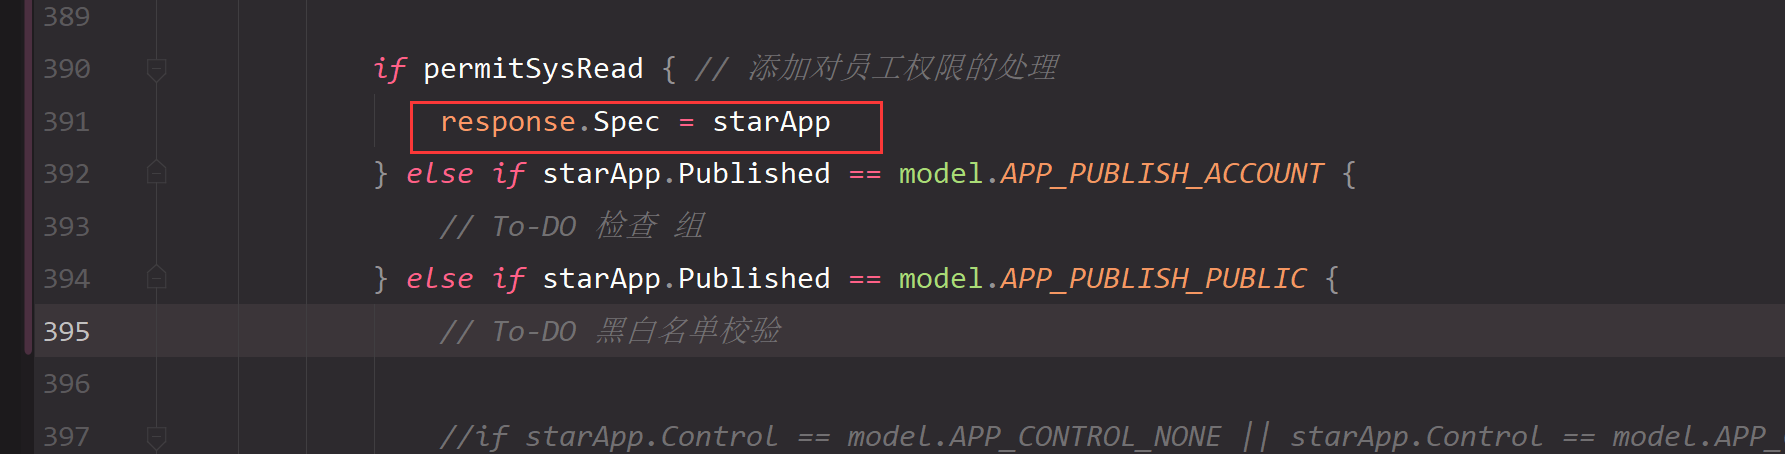 389
390 if permitSysRead { // 添加对员工权限的处理
391 response.Spec = starApp
392 } else if starApp.Published == model.APP_PUBLISH_ACCOUNT {
393 // To-DO 检查 组
394 } else if starApp.Published == model.APP_PUBLISH_PUBLIC {
395 // To-DO 黑白名单校验
396
397 //if starApp.Control == model.APP_CONTROL_NONE || starApp.Control == model.APP_